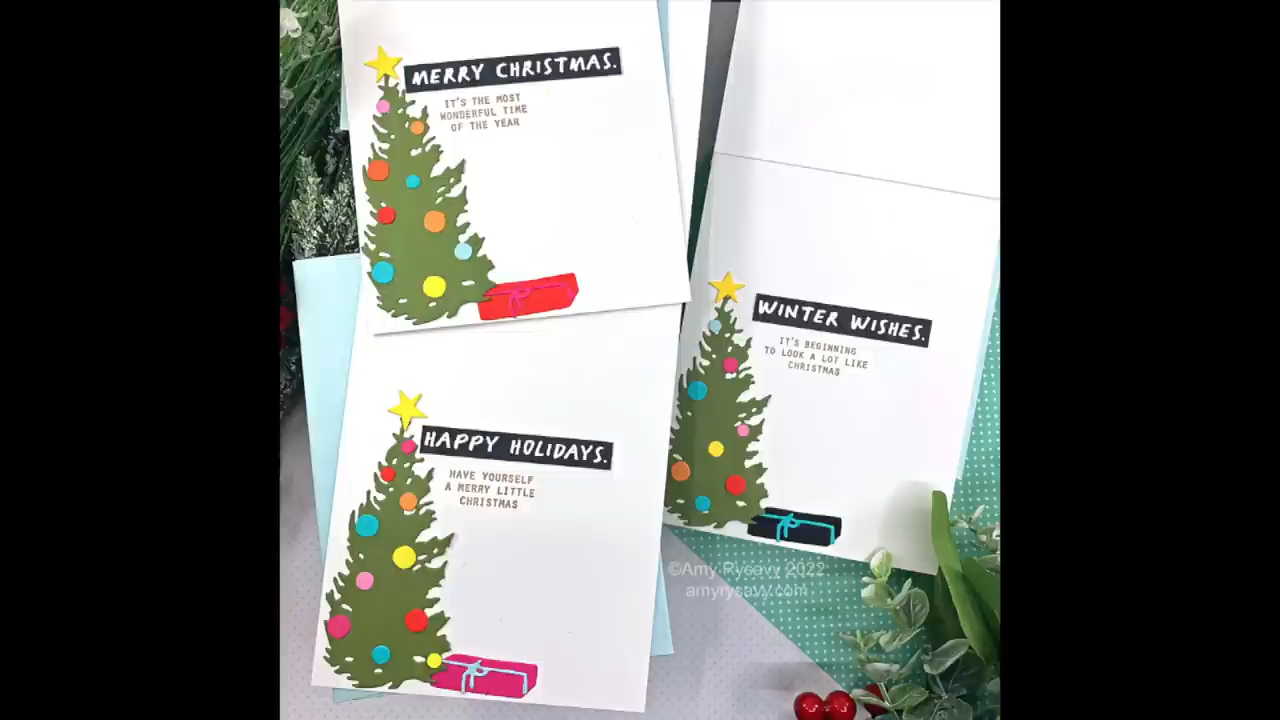 MERRY CHRISTMAS.
IT'S THE MOST
WONDERFUL TIME
OF THE YEAR
WINTER WISHES.
IT'S BEGINNING
TO LOOK A LOT LIKE
CHRISTMAS
HAPPY HOLIDAYS.
HAVE YOURSELF
A MERRY LITTLE
CHRISTMAS
©Amy Rysavy 2022
amyrysavy.com